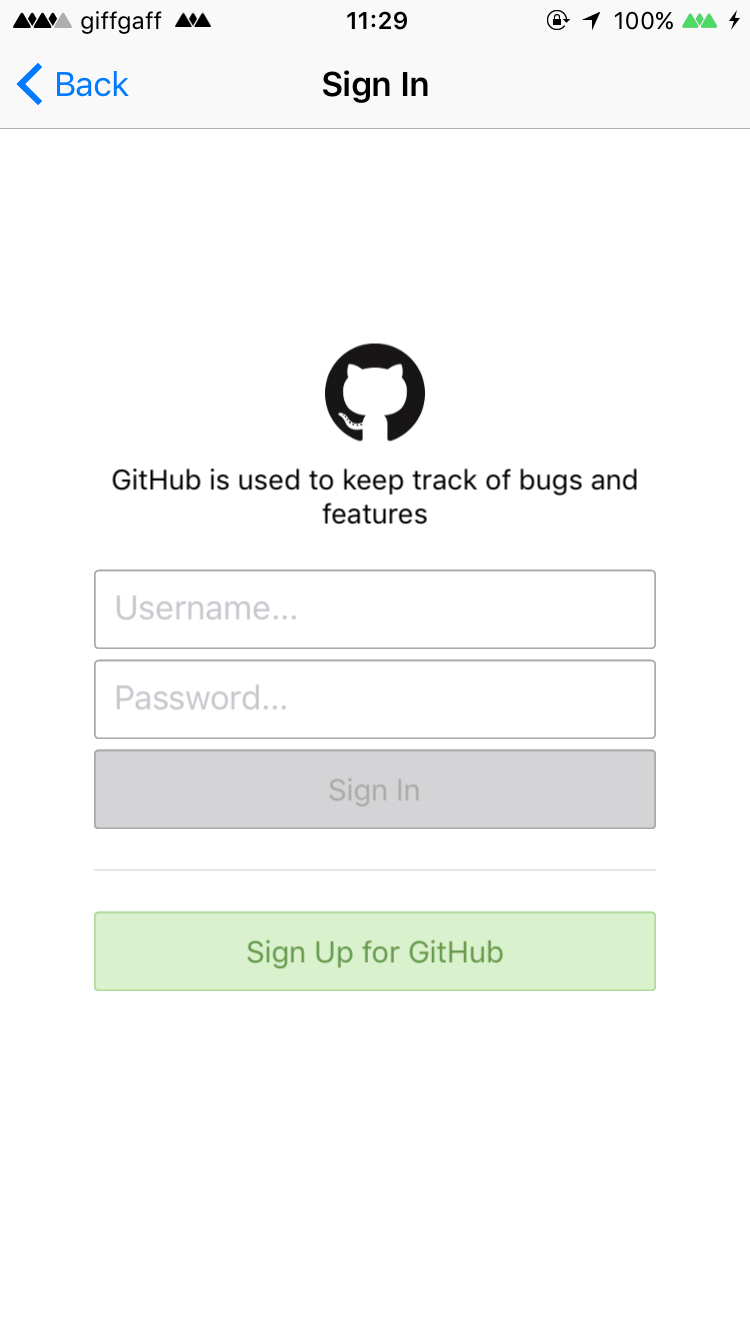 giffgaff 11:29 100%
Back Sign In
GitHub is used to keep track of bugs and
features
Username...
Password...
Sign In
Sign Up for GitHub